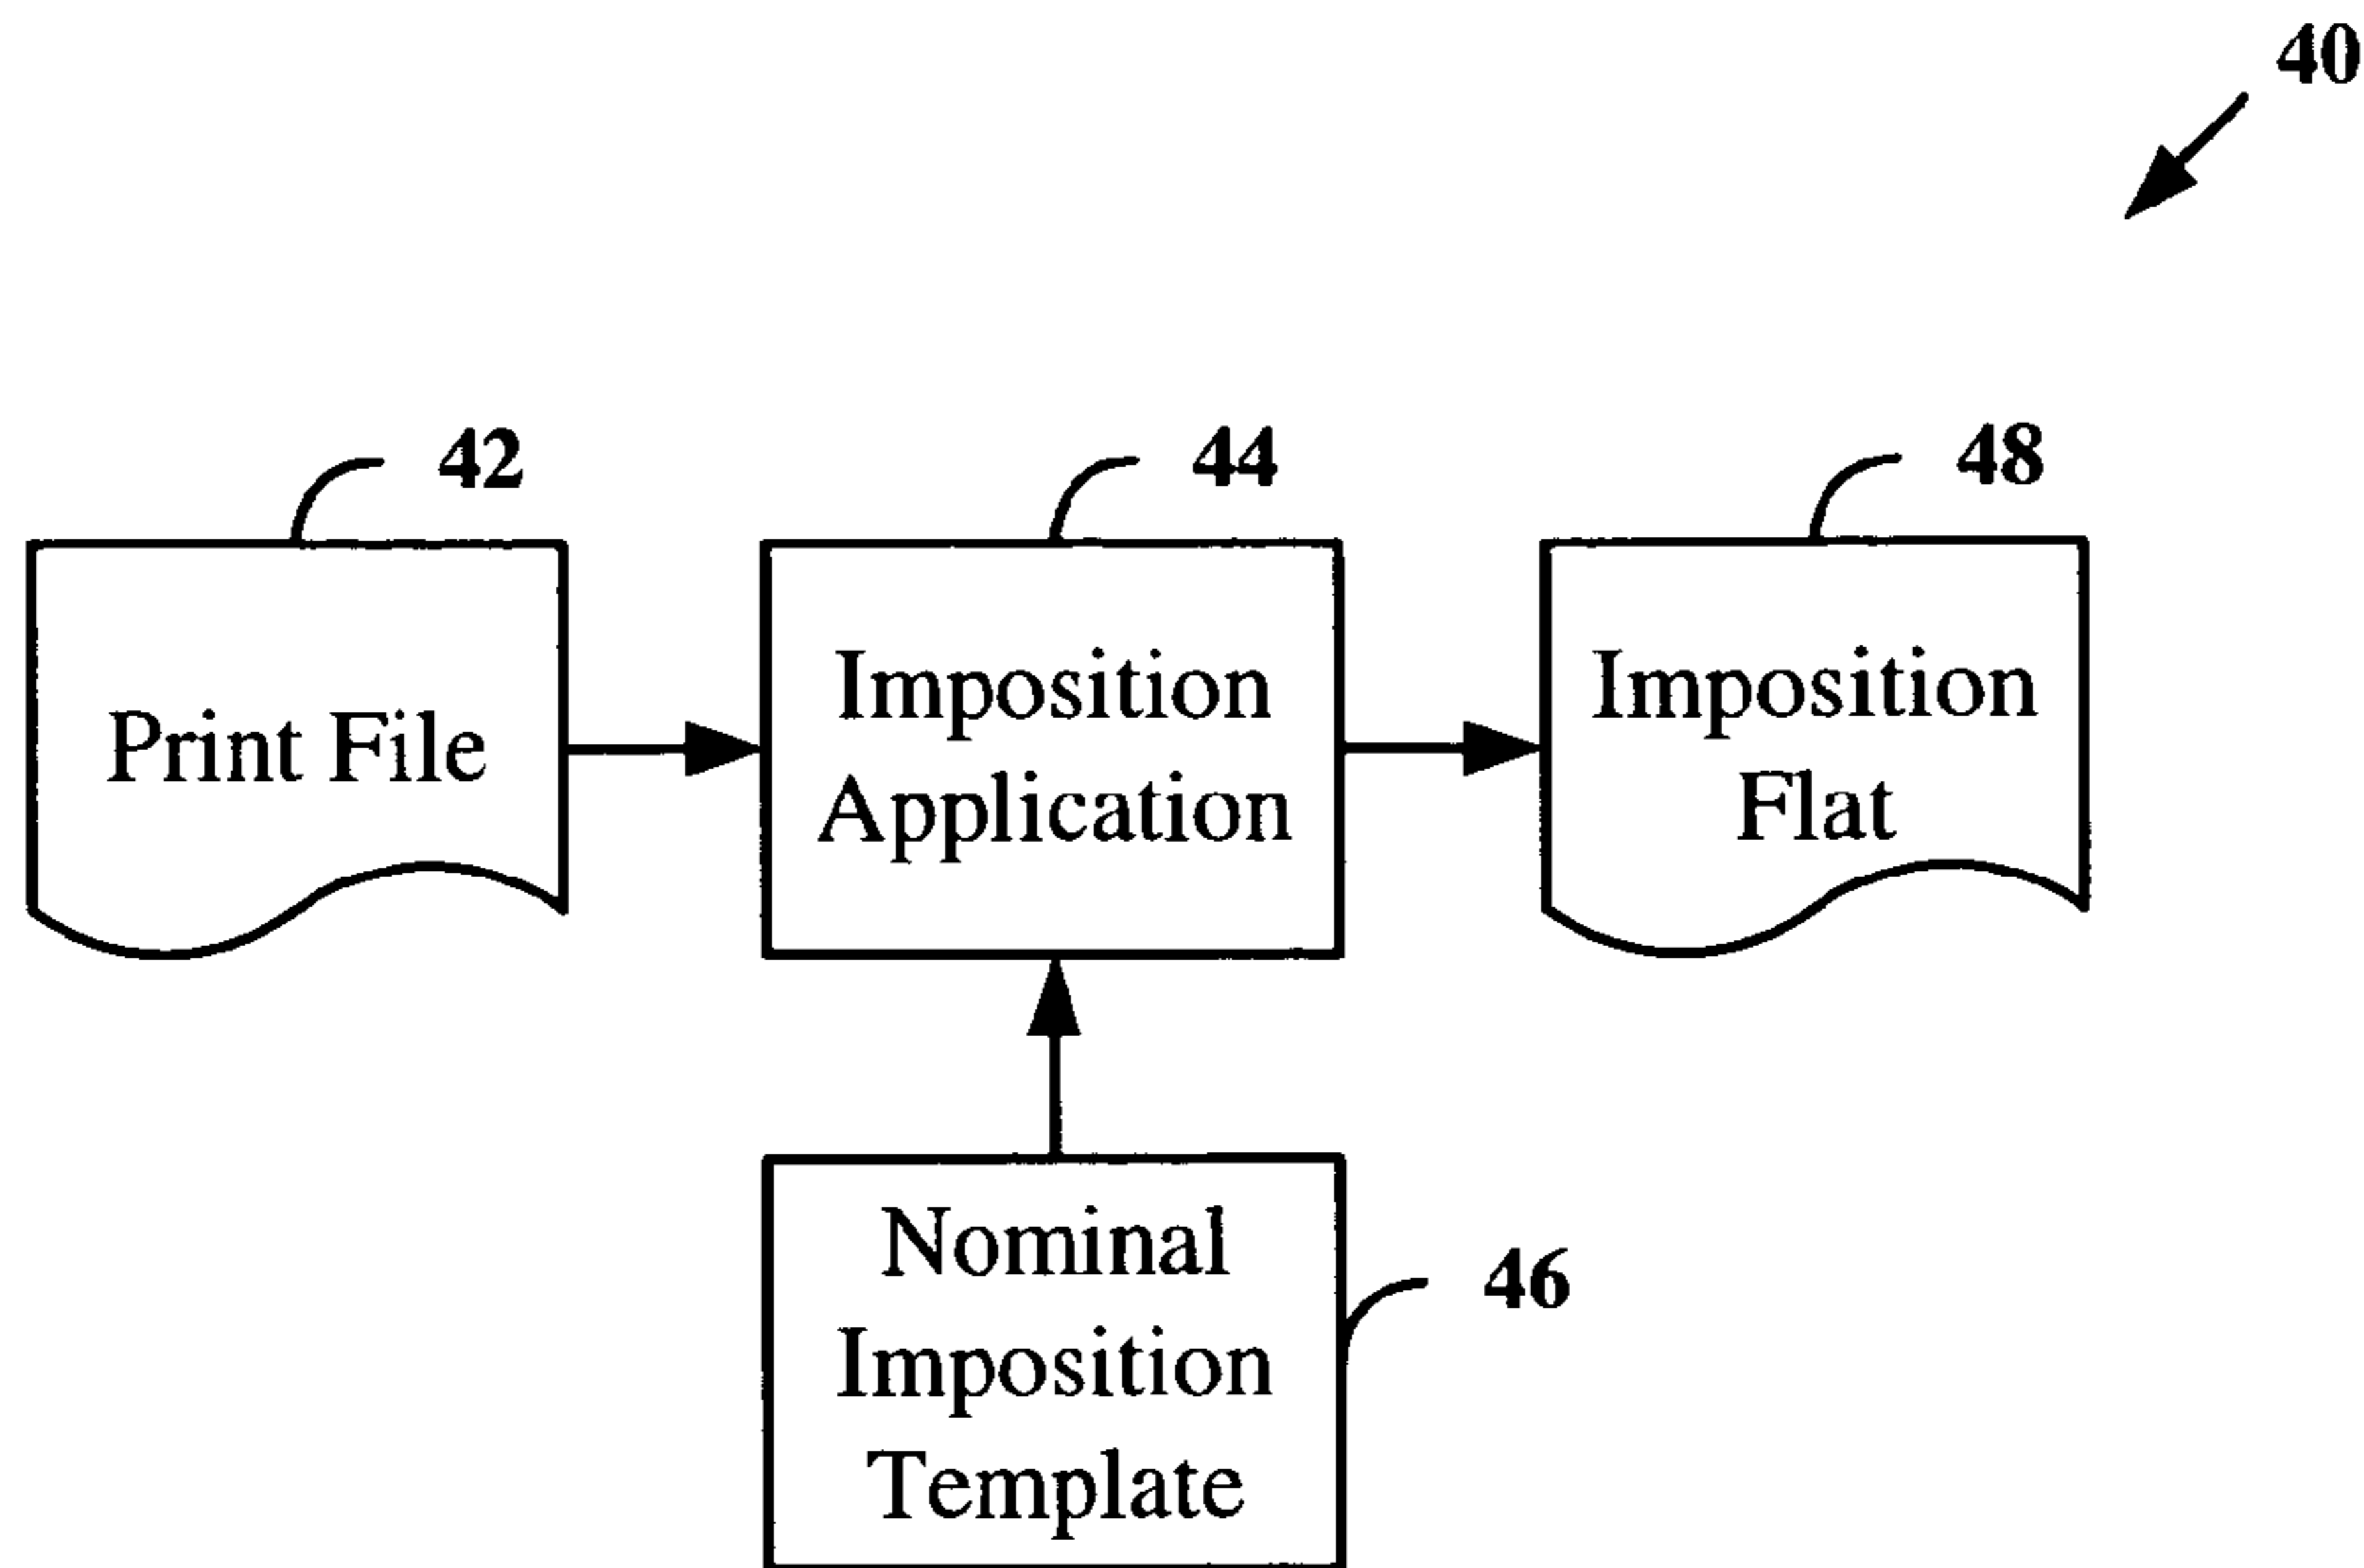 40
42
44
48
Print File
Imposition
Application
Imposition
Flat
Nominal
Imposition
Template
46